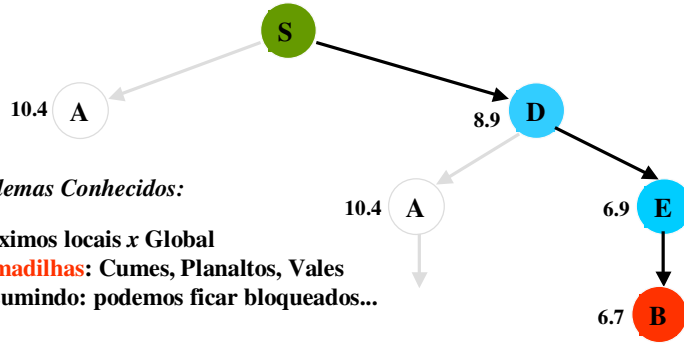 S
10.4 A
8.9 D
lemas Conhecidos:
10.4 A
6.9 E
ximos locais x Global
madilhas: Cumes, Planaltos, Vales
umindo: podemos ficar bloqueados...
6.7 B